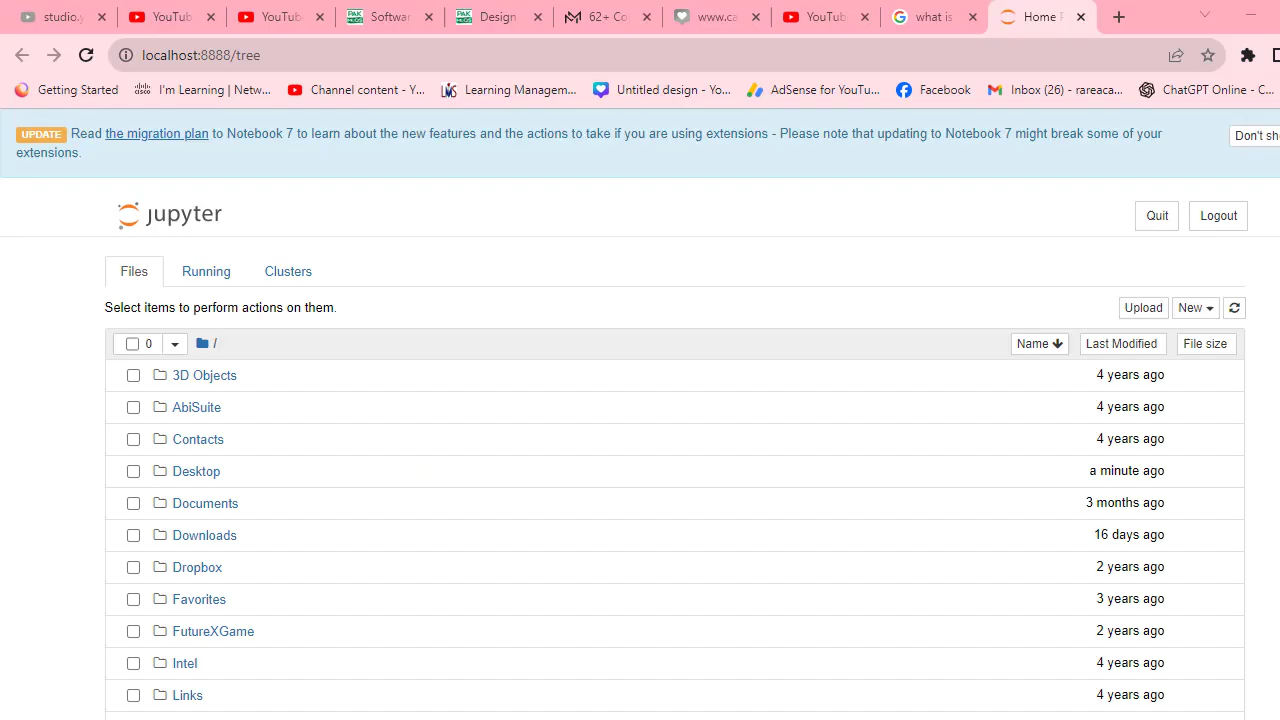 studio.y
YouTub
YouTub
Softwar
Design
62+ Co
www.ca
YouTub
what is
Home P
localhost:8888/tree
Getting Started
I'm Learning | Netw...
Channel content - Y...
Learning Managem...
Untitled design - Yo...
AdSense for YouTu...
Facebook
Inbox (26) - rareaca...
ChatGPT Online - C...
UPDATE Read the migration plan to Notebook 7 to learn about the new features and the actions to take if you are using extensions - Please note that updating to Notebook 7 might break some of your
extensions.
Don't sh
jupyter
Quit
Logout
Files
Running
Clusters
Select items to perform actions on them.
Upload
New
0
/
Name
Last Modified
File size
3D Objects 4 years ago
AbiSuite 4 years ago
Contacts 4 years ago
Desktop a minute ago
Documents 3 months ago
Downloads 16 days ago
Dropbox 2 years ago
Favorites 3 years ago
FutureXGame 2 years ago
Intel 4 years ago
Links 4 years ago